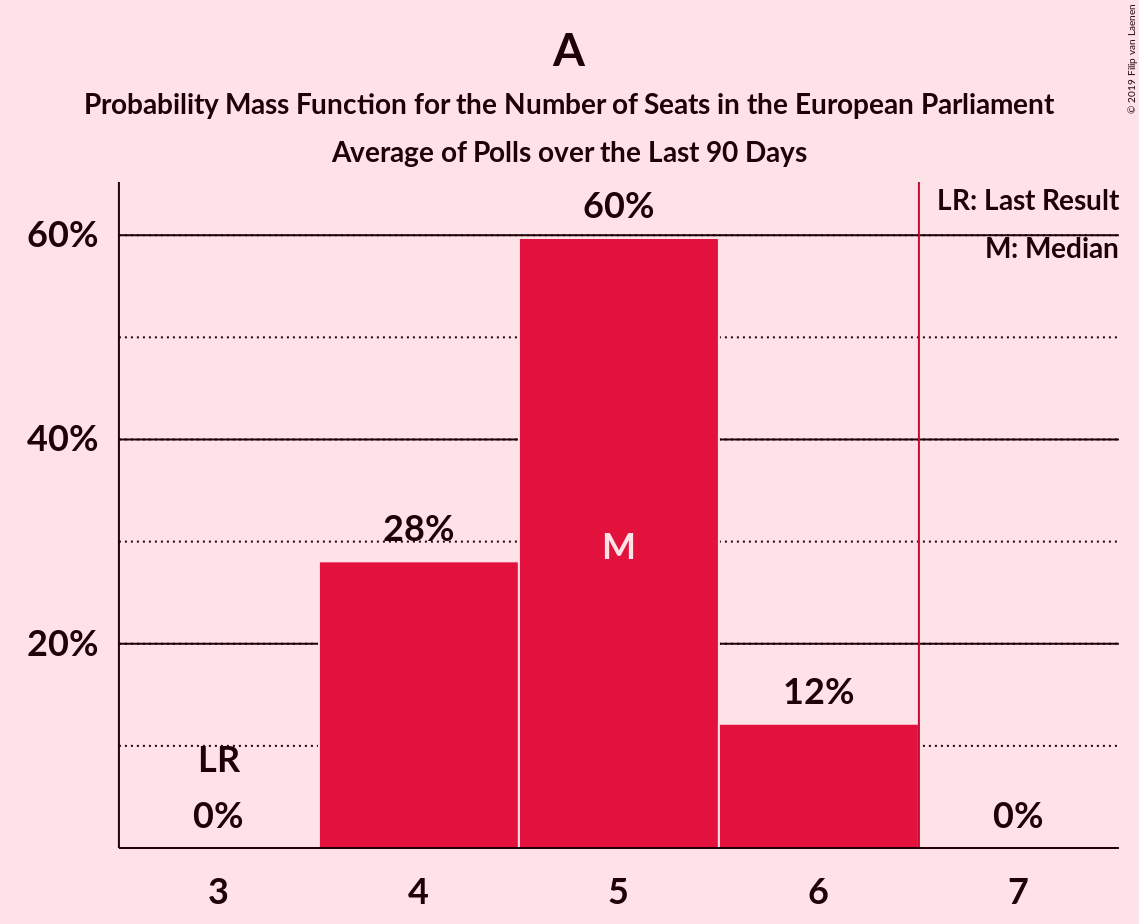 A
Probability Mass Function for the Number of Seats in the European Parliament
Average of Polls over the Last 90 Days
© 2019 Filip van Laenen
LR: Last Result
M: Median
60%
40%
20%
LR
0%
28%
60%
M
12%
0%
3 4 5 6 7